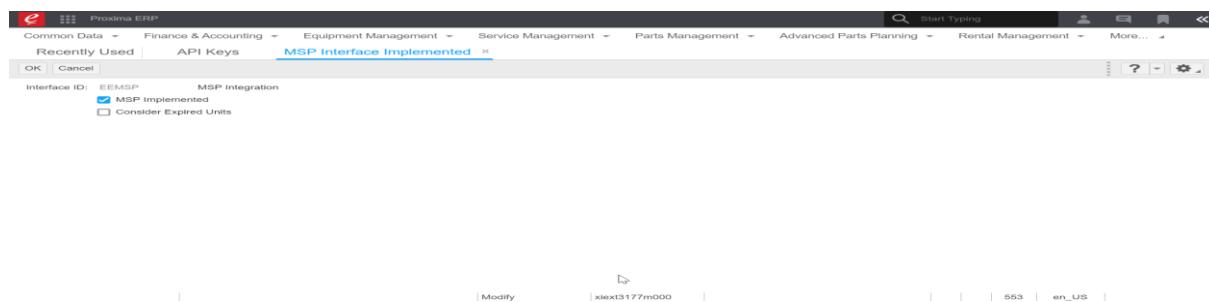 Proxima ERP Start Typing
Common Data Finance & Accounting Equipment Management Service Management Parts Management Advanced Parts Planning Rental Management More...
Recently Used API Keys MSP Interface Implemented ×
OK Cancel ?
Interface ID: EEMSP MSP Integration
MSP Implemented
Consider Expired Units
Modify xiext3177m000 553 en_US